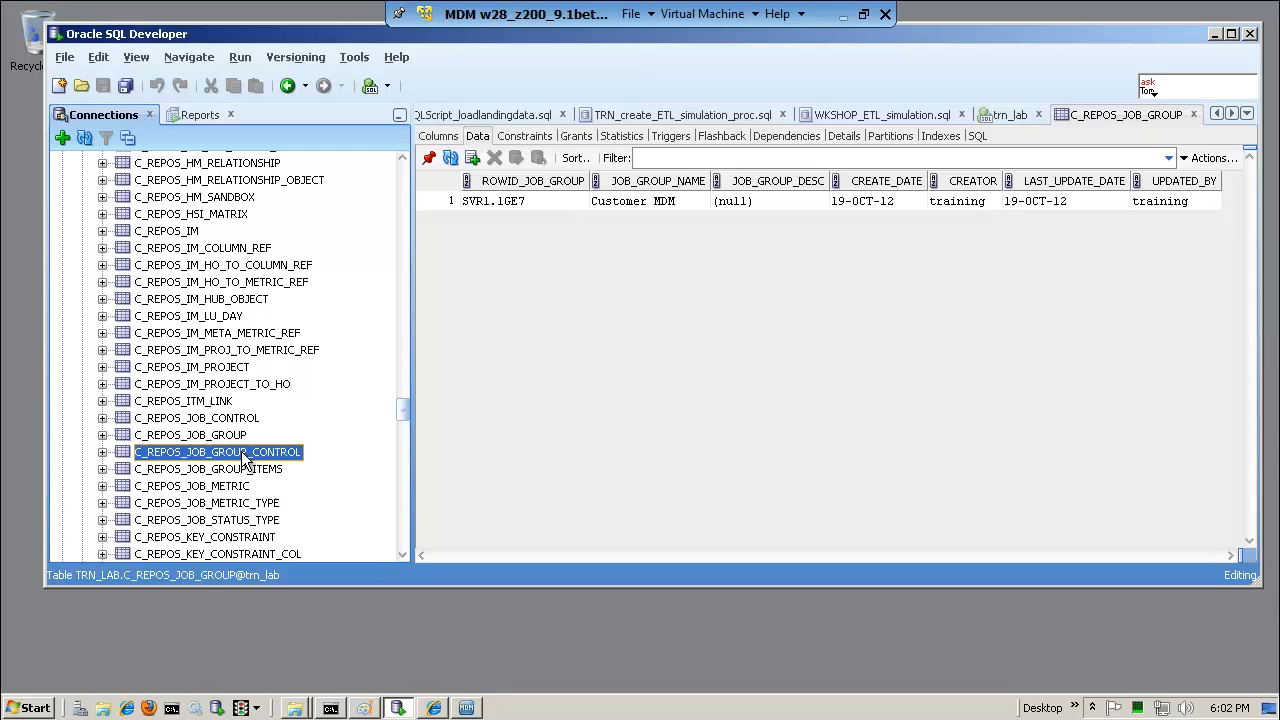 MDM w28_z200_9.1bet... File Virtual Machine Help
Recycle
Oracle SQL Developer
File Edit View Navigate Run Versioning Tools Help
ask
Tom
Connections Reports
QLScript_loadlandingdata.sql TRN_create_ETL_simulation_proc.sql WKSHOP_ETL_simulation.sql trn_lab C_REPOS_JOB_GROUP
Columns Data Constraints Grants Statistics Triggers Flashback Dependencies Details Partitions Indexes SQL
Sort.. Filter: Actions...
ROWID_JOB_GROUP JOB_GROUP_NAME JOB_GROUP_DESC CREATE_DATE CREATOR LAST_UPDATE_DATE UPDATED_BY
1 SVR1.1GE7 Customer MDM (null) 19-OCT-12 training 19-OCT-12 training
C_REPOS_HM_RELATIONSHIP
C_REPOS_HM_RELATIONSHIP_OBJECT
C_REPOS_HM_SANDBOX
C_REPOS_HSI_MATRIX
C_REPOS_IM
C_REPOS_IM_COLUMN_REF
C_REPOS_IM_HO_TO_COLUMN_REF
C_REPOS_IM_HO_TO_METRIC_REF
C_REPOS_IM_HUB_OBJECT
C_REPOS_IM_LU_DAY
C_REPOS_IM_META_METRIC_REF
C_REPOS_IM_PROJ_TO_METRIC_REF
C_REPOS_IM_PROJECT
C_REPOS_IM_PROJECT_TO_HO
C_REPOS_ITM_LINK
C_REPOS_JOB_CONTROL
C_REPOS_JOB_GROUP
C_REPOS_JOB_GROUP_CONTROL
C_REPOS_JOB_GROUP_ITEMS
C_REPOS_JOB_METRIC
C_REPOS_JOB_METRIC_TYPE
C_REPOS_JOB_STATUS_TYPE
C_REPOS_KEY_CONSTRAINT
C_REPOS_KEY_CONSTRAINT_COL
Table TRN_LAB.C_REPOS_JOB_GROUP@trn_lab Editing
Start Desktop 6:02 PM